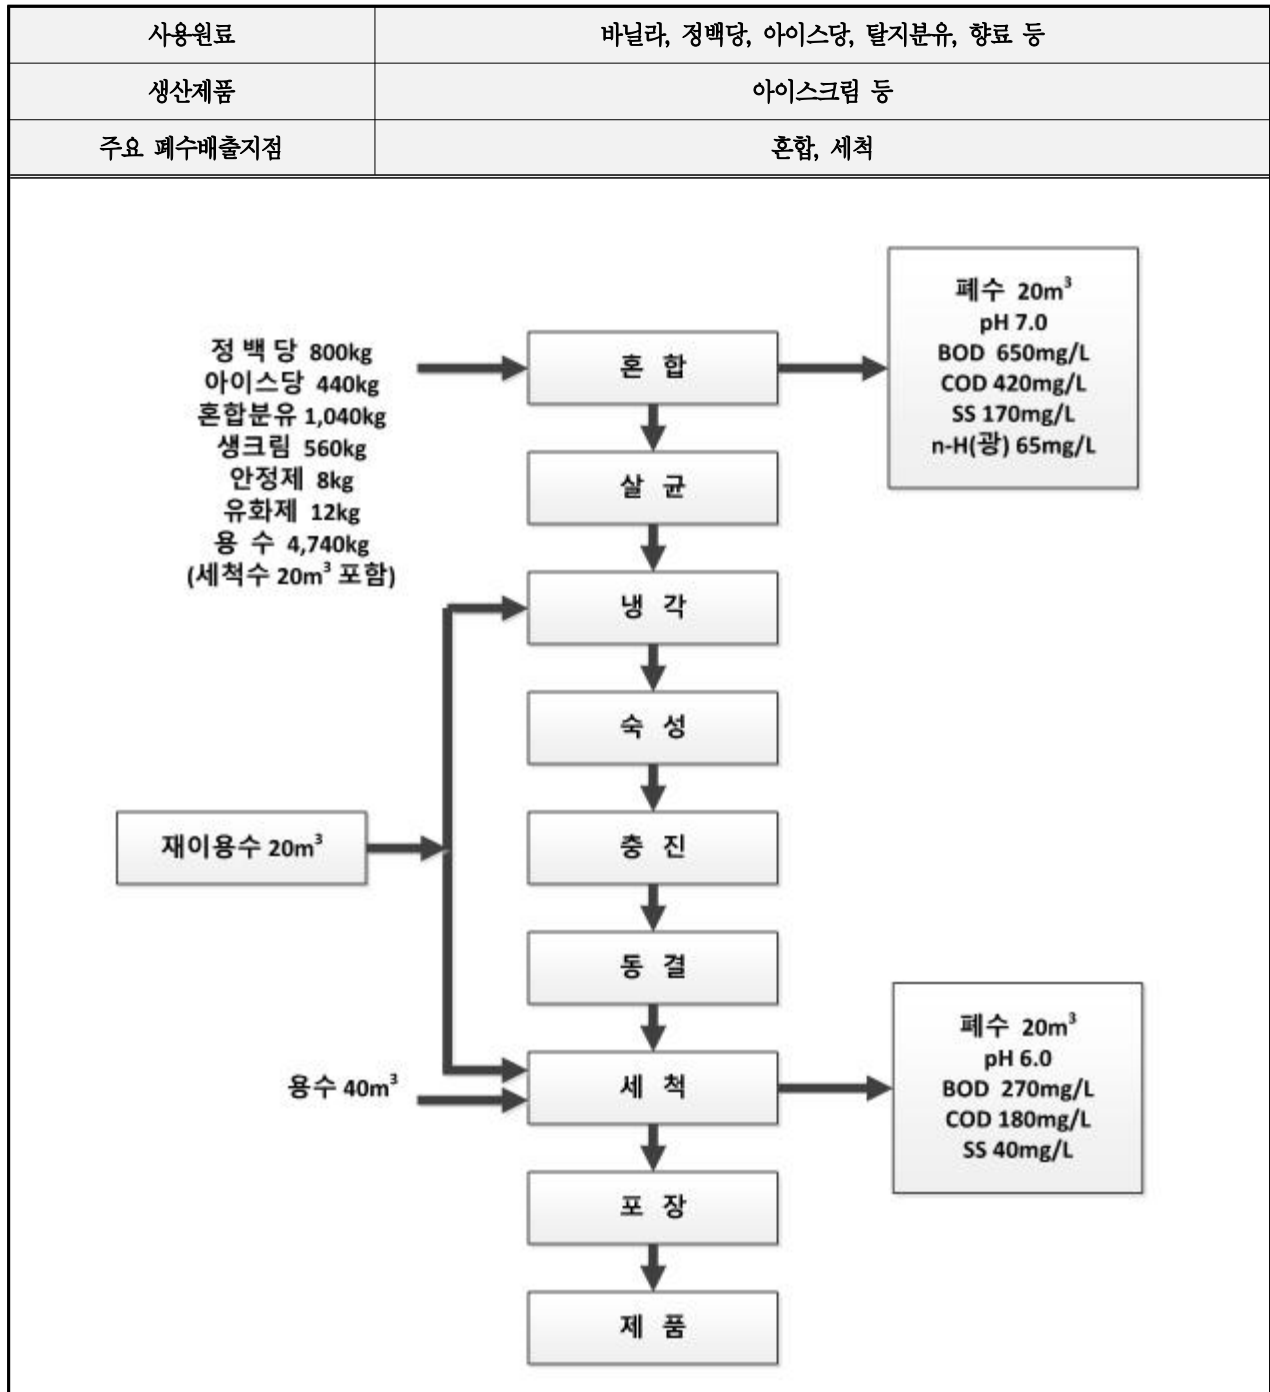 사용원료 바닐라, 정백당, 아이스당, 탈지분유, 향료 등
생산제품 아이스크림 등
주요 폐수배출지점 혼합, 세척
정 백 당 800kg
아이스당 440kg
혼합분유 1,040kg
생크림 560kg
안정제 8kg
유화제 12kg
용 수 4,740kg
(세척수 20m³ 포함)
혼 합
폐수 20m³
pH 7.0
BOD 650mg/L
COD 420mg/L
SS 170mg/L
n-H(광) 65mg/L
살 균
냉 각
숙 성
재이용수 20m³
충 진
동 결
용수 40m³
세 척
폐수 20m³
pH 6.0
BOD 270mg/L
COD 180mg/L
SS 40mg/L
포 장
제 품